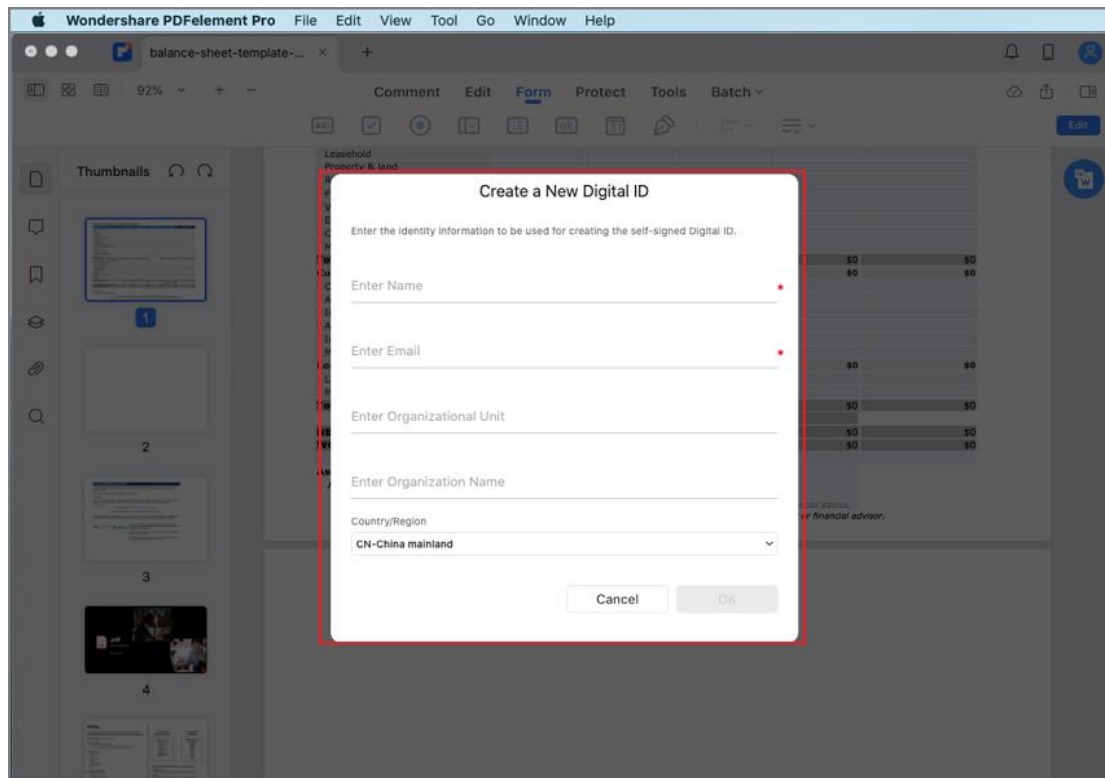 Wondershare PDFelement Pro File Edit View Tool Go Window Help
balance-sheet-template-... × +
92% + −
Comment Edit Form Protect Tools Batch
Edit
Thumbnails
Leasehold
Property & land
Create a New Digital ID
Enter the identity information to be used for creating the self-signed Digital ID.
$0 $0
$0 $0
Enter Name *
Enter Email *
$0 $0
Enter Organizational Unit
$0 $0
$0 $0
$0 $0
Enter Organization Name
Country/Region
or financial advisor.
CN-China mainland
Cancel OK
1
2
3
4